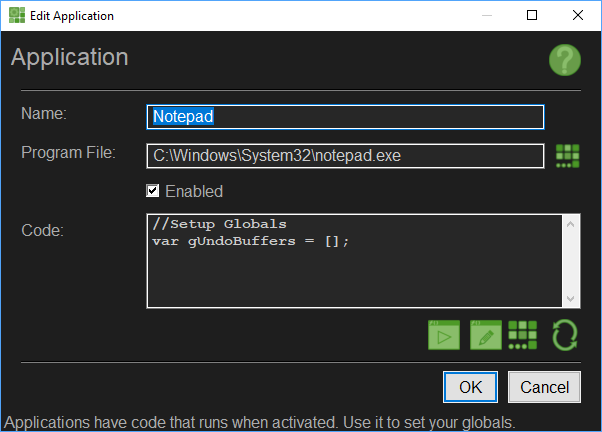 Edit Application
Application
Name:
Notepad
Program File:
C:\Windows\System32\notepad.exe
Enabled
Code:
//Setup Globals
var gUndoBuffers = [];
OK
Cancel
Applications have code that runs when activated. Use it to set your globals.